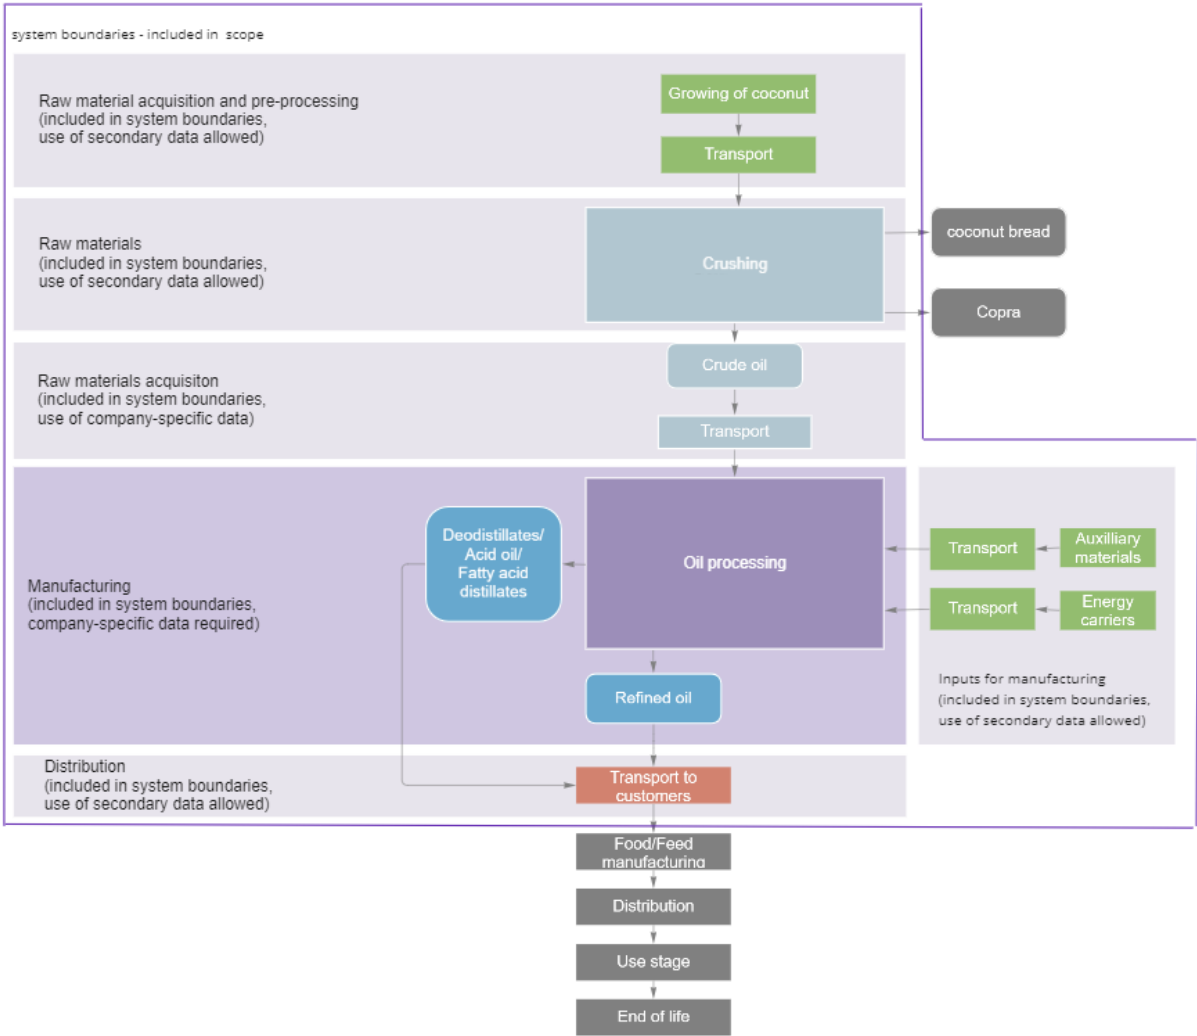 system boundaries - included in scope
Raw material acquisition and pre-processing
(included in system boundaries,
use of secondary data allowed)
Growing of coconut
Transport
Raw materials
(included in system boundaries,
use of secondary data allowed)
Crushing
coconut bread
Copra
Raw materials acquisiton
(included in system boundaries,
use of company-specific data)
Crude oil
Transport
Manufacturing
(included in system boundaries,
company-specific data required)
Deodistillates/
Acid oil/
Fatty acid
distillates
Oil processing
Refined oil
Transport
Auxilliary
materials
Transport
Energy
carriers
Inputs for manufacturing
(included in system boundaries,
use of secondary data allowed)
Distribution
(included in system boundaries,
use of secondary data allowed)
Transport to
customers
Food/Feed
manufacturing
Distribution
Use stage
End of life